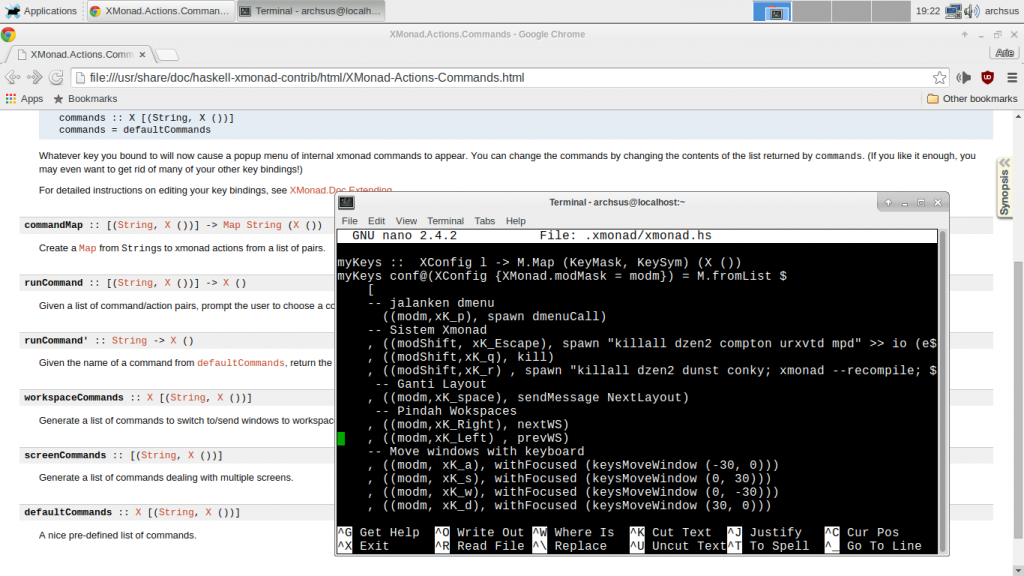 Applications XMonad.Actions.Comman... Terminal - archsus@localh... 19:22 archsus
XMonad.Actions.Commands - Google Chrome
XMonad.Actions.Comm Arie
file:///usr/share/doc/haskell-xmonad-contrib/html/XMonad-Actions-Commands.html
Apps Bookmarks Other bookmarks
commands :: X [(String, X ())]
commands = defaultCommands
Whatever key you bound to will now cause a popup menu of internal xmonad commands to appear. You can change the commands by changing the contents of the list returned by commands. (If you like it enough, you
may even want to get rid of many of your other key bindings!)
For detailed instructions on editing your key bindings, see XMonad.Doc.Extending.
Synopsis
commandMap :: [(String, X ())] -> Map String (X ())
Create a Map from Strings to xmonad actions from a list of pairs.
runCommand :: [(String, X ())] -> X ()
Given a list of command/action pairs, prompt the user to choose a co
runCommand' :: String -> X ()
Given the name of a command from defaultCommands, return the
workspaceCommands :: X [(String, X ())]
Generate a list of commands to switch to/send windows to workspac
screenCommands :: [(String, X ())]
Generate a list of commands dealing with multiple screens.
defaultCommands :: X [(String, X ())]
A nice pre-defined list of commands.
Terminal - archsus@localhost:~
File Edit View Terminal Tabs Help
GNU nano 2.4.2 File: .xmonad/xmonad.hs
myKeys :: XConfig l -> M.Map (KeyMask, KeySym) (X ())
myKeys conf@(XConfig {XMonad.modMask = modm}) = M.fromList $
[
-- jalanken dmenu
((modm,xK_p), spawn dmenuCall)
-- Sistem Xmonad
, ((modShift, xK_Escape), spawn "killall dzen2 compton urxvtd mpd" >> io (e$
, ((modShift,xK_q), kill)
, ((modShift,xK_r) , spawn "killall dzen2 dunst conky; xmonad --recompile; $
-- Ganti Layout
, ((modm,xK_space), sendMessage NextLayout)
-- Pindah Wokspaces
, ((modm,xK_Right), nextWS)
, ((modm,xK_Left) , prevWS)
-- Move windows with keyboard
, ((modm, xK_a), withFocused (keysMoveWindow (-30, 0)))
, ((modm, xK_s), withFocused (keysMoveWindow (0, 30)))
, ((modm, xK_w), withFocused (keysMoveWindow (0, -30)))
, ((modm, xK_d), withFocused (keysMoveWindow (30, 0)))
^G Get Help ^O Write Out ^W Where Is ^K Cut Text ^J Justify ^C Cur Pos
^X Exit ^R Read File ^\ Replace ^U Uncut Text ^T To Spell ^_ Go To Line